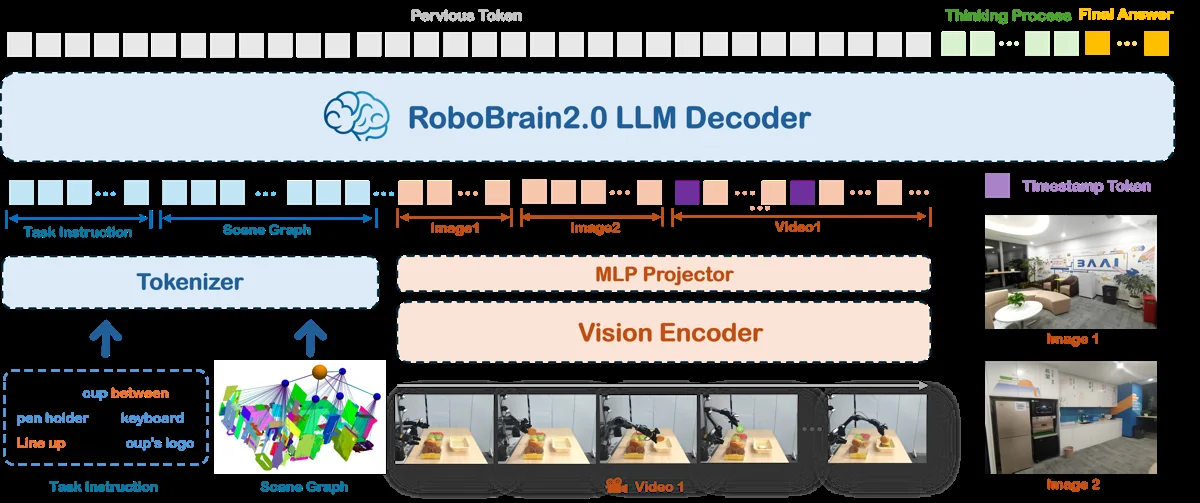 Pervious Token
Thinking Process
Final Answer
RoboBrain2.0 LLM Decoder
Task Instruction
Scene Graph
Image1
Image2
Video1
Timestamp Token
Tokenizer
MLP Projector
Vision Encoder
BAAI
Image 1
cup between
pen holder keyboard
Line up cup's logo
Task Instruction
Scene Graph
Video 1
Image 2